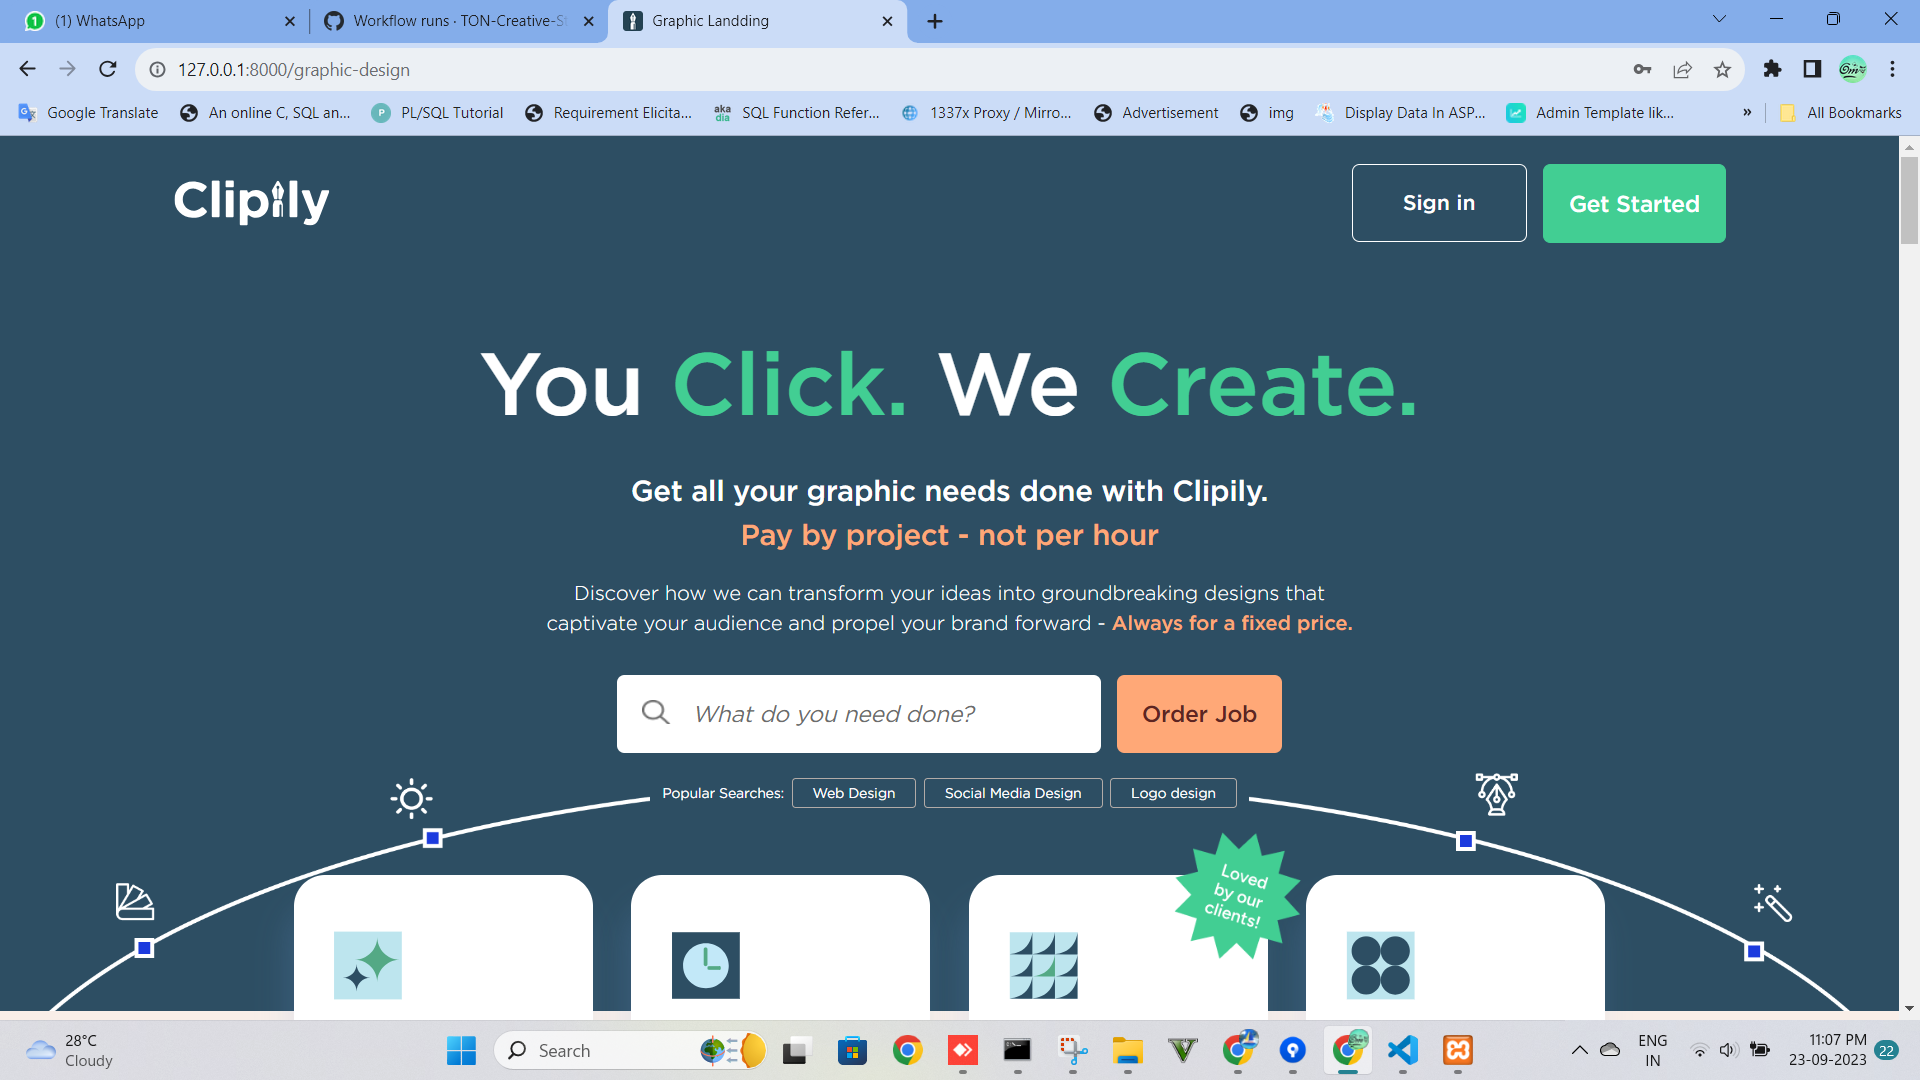 (1) WhatsApp
Workflow runs · TON-Creative-St
Graphic Landding
127.0.0.1:8000/graphic-design
Google Translate
An online C, SQL an...
PL/SQL Tutorial
Requirement Elicita...
aka dia
SQL Function Refer...
1337x Proxy / Mirro...
Advertisement
img
Display Data In ASP...
Admin Template lik...
»
All Bookmarks
Clipily
Sign in
Get Started
You Click. We Create.
Get all your graphic needs done with Clipily.
Pay by project - not per hour
Discover how we can transform your ideas into groundbreaking designs that
captivate your audience and propel your brand forward - Always for a fixed price.
What do you need done?
Order Job
Popular Searches:
Web Design
Social Media Design
Logo design
Loved
by our
clients!
28°C
Cloudy
Search
ENG
IN
11:07 PM
23-09-2023
22